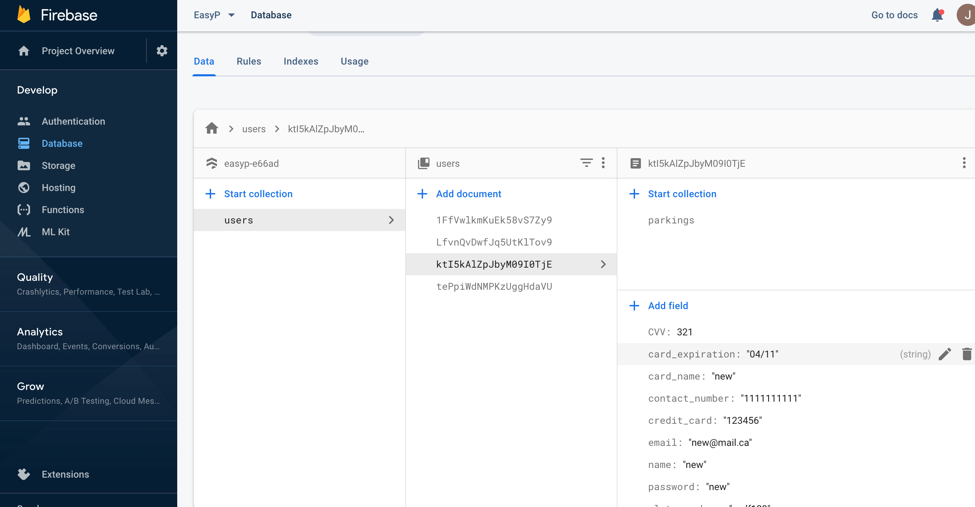 Firebase
EasyP
Database
Go to docs
J
Project Overview
Data
Rules
Indexes
Usage
Develop
Authentication
Database
Storage
Hosting
Functions
ML Kit
Quality
Crashlytics, Performance, Test Lab, ...
Analytics
Dashboard, Events, Conversions, Au...
Grow
Predictions, A/B Testing, Cloud Mes...
Extensions
users
ktI5kAlZpJbyM0...
easyp-e66ad
Start collection
users
users
Add document
1FfVwlkmKuEk58vS7Zy9
LfvnQvDwfJq5UtKlTov9
ktI5kAlZpJbyM09I0TjE
tePpiWdNMPKzUggHdaVU
ktI5kAlZpJbyM09I0TjE
Start collection
parkings
Add field
CVV: 321
card_expiration: "04/11"
(string)
card_name: "new"
contact_number: "1111111111"
credit_card: "123456"
email: "new@mail.ca"
name: "new"
password: "new"